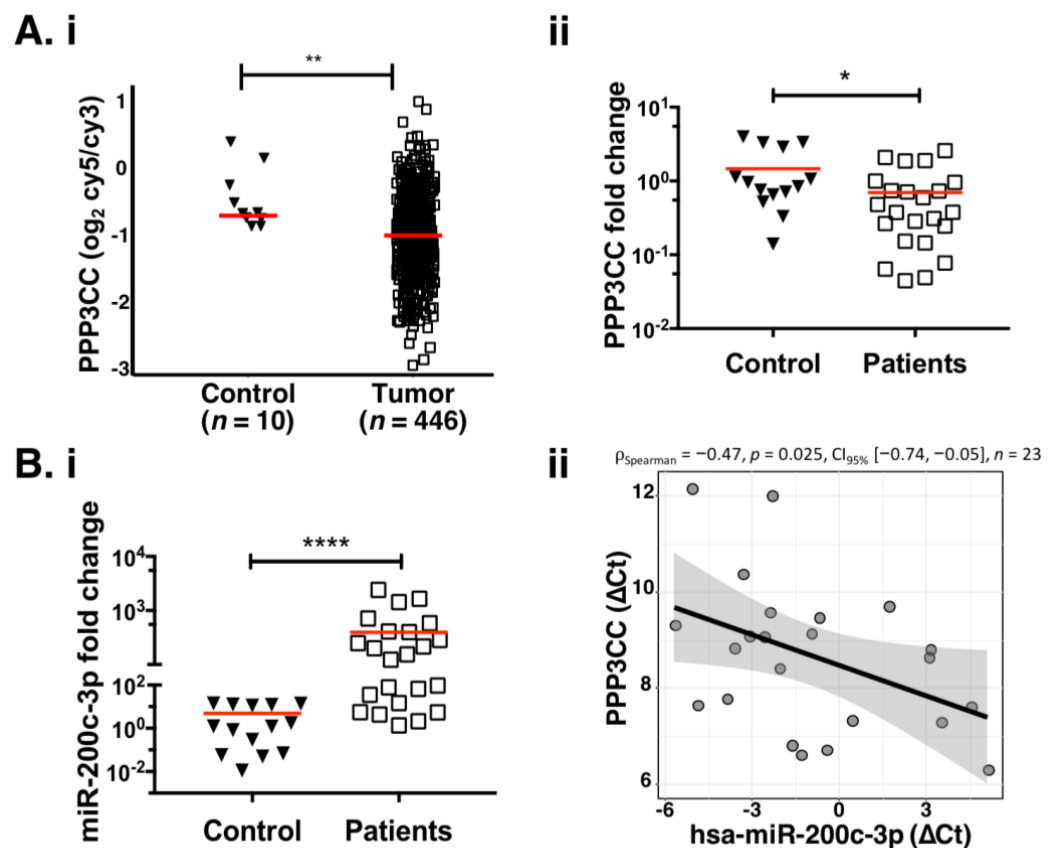 A. i
**
PPP3CC (og2 cy5/cy3)
1
0
-1
-2
-3
Control
(n = 10)
Tumor
(n = 446)
ii
*
PPP3CC fold change
10¹
10⁰
10⁻¹
10⁻²
Control
Patients
B. i
****
miR-200c-3p fold change
10⁴
10³
10²
10⁰
10⁻²
Control
Patients
ii
ρSpearman = −0.47, p = 0.025, CI95% [−0.74, −0.05], n = 23
PPP3CC (ΔCt)
12
10
8
6
-6
-3
0
3
hsa-miR-200c-3p (ΔCt)